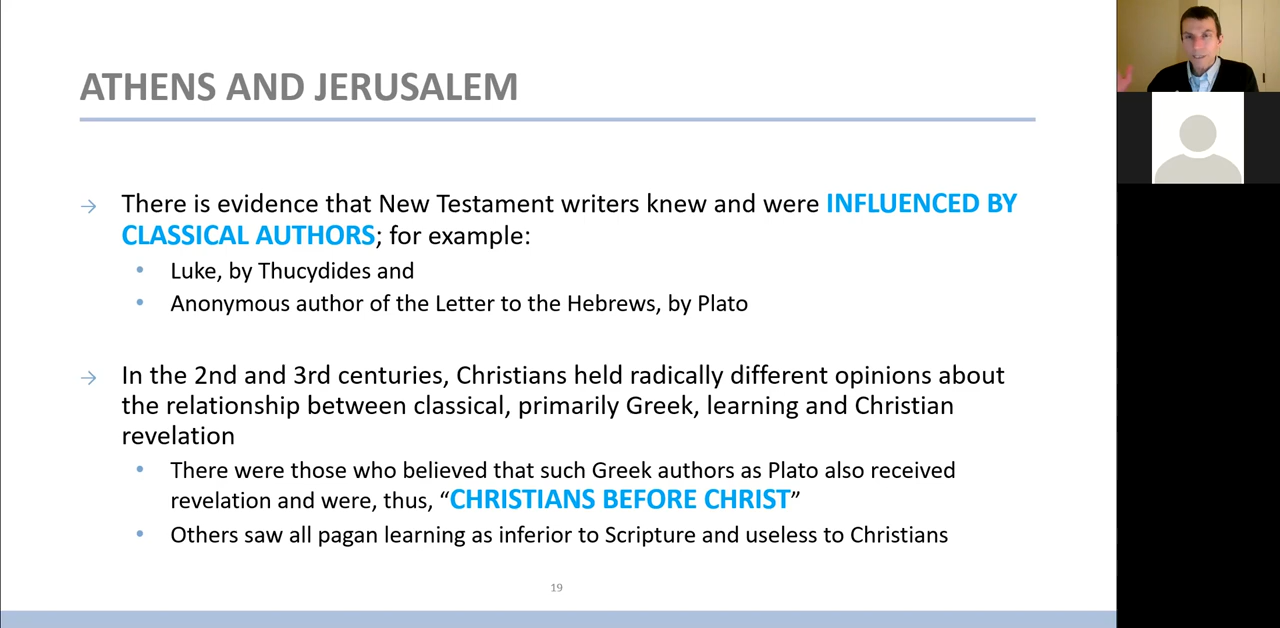 ATHENS AND JERUSALEM
→ There is evidence that New Testament writers knew and were INFLUENCED BY
CLASSICAL AUTHORS; for example:
• Luke, by Thucydides and
• Anonymous author of the Letter to the Hebrews, by Plato
→ In the 2nd and 3rd centuries, Christians held radically different opinions about
the relationship between classical, primarily Greek, learning and Christian
revelation
• There were those who believed that such Greek authors as Plato also received
revelation and were, thus, “CHRISTIANS BEFORE CHRIST”
• Others saw all pagan learning as inferior to Scripture and useless to Christians
19